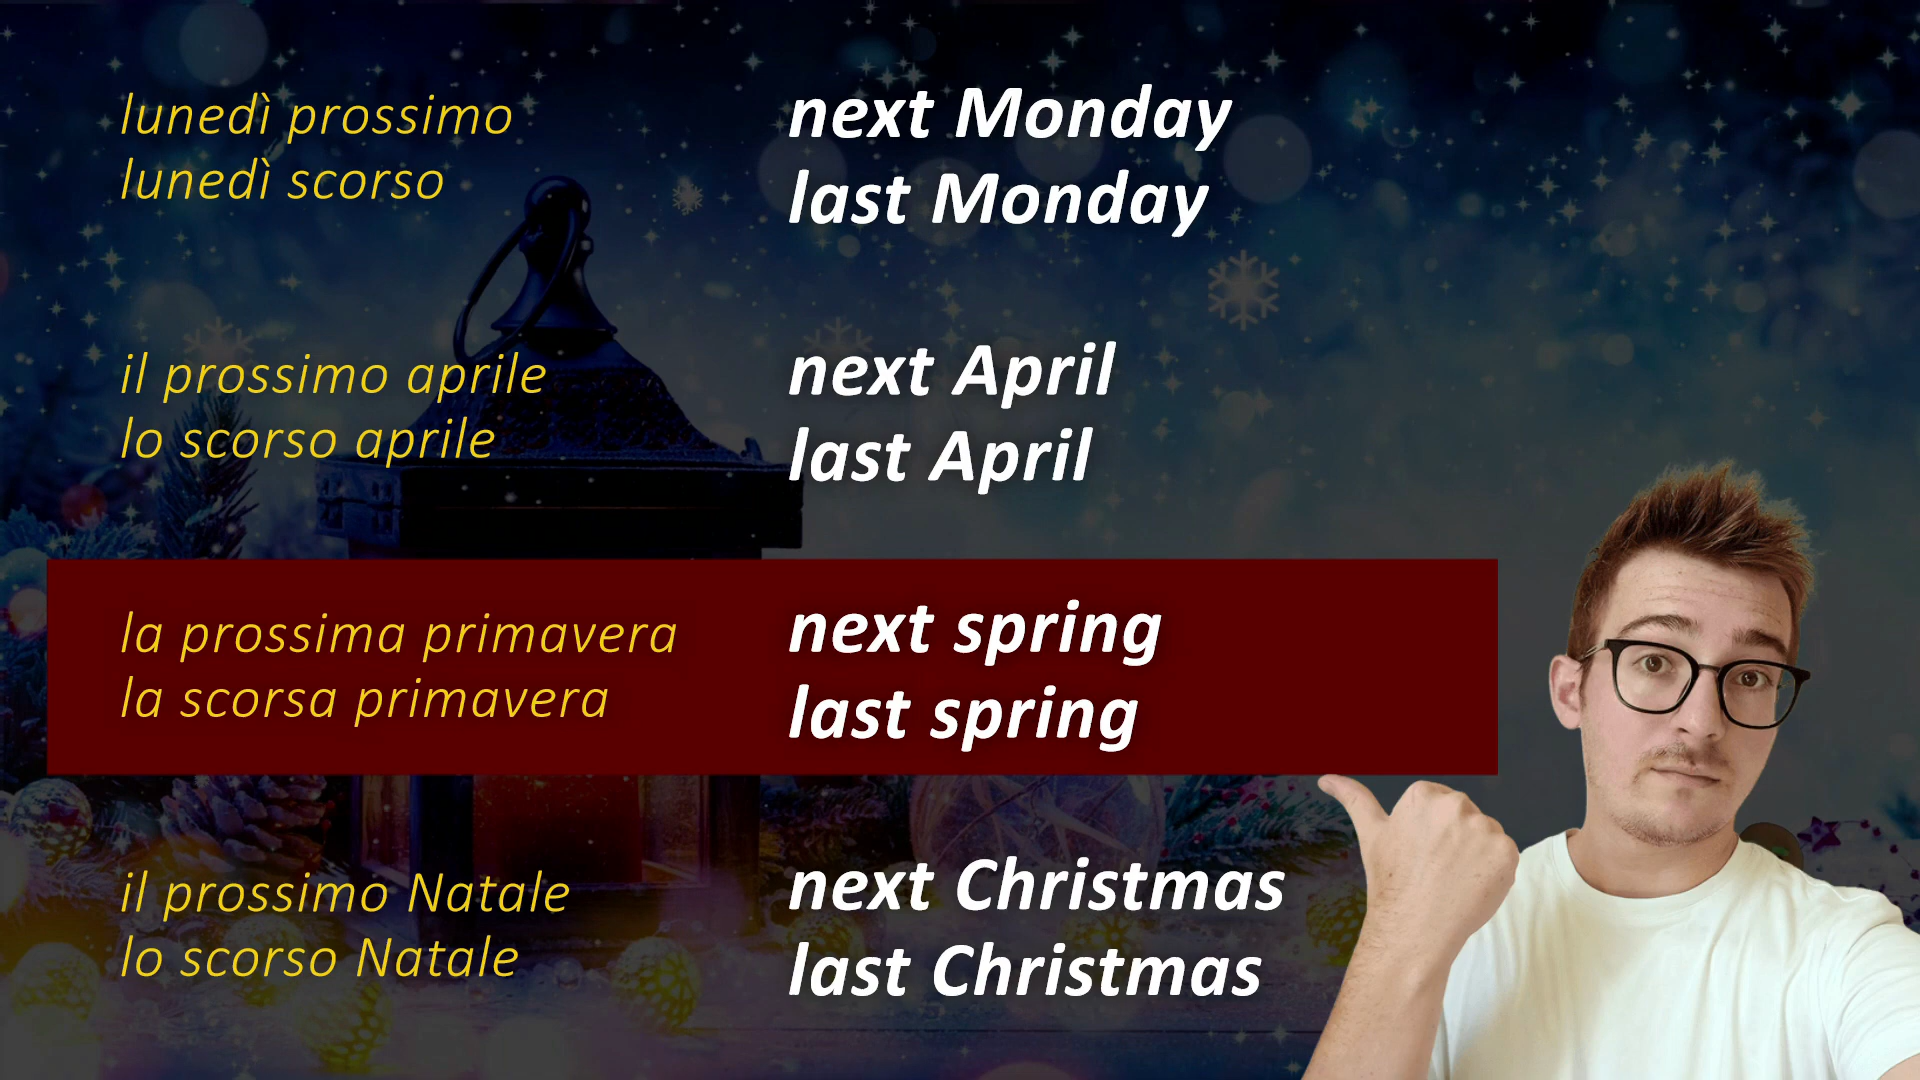 lunedì prossimo
lunedì scorso
next Monday
last Monday
il prossimo aprile
lo scorso aprile
next April
last April
la prossima primavera
la scorsa primavera
next spring
last spring
il prossimo Natale
lo scorso Natale
next Christmas
last Christmas